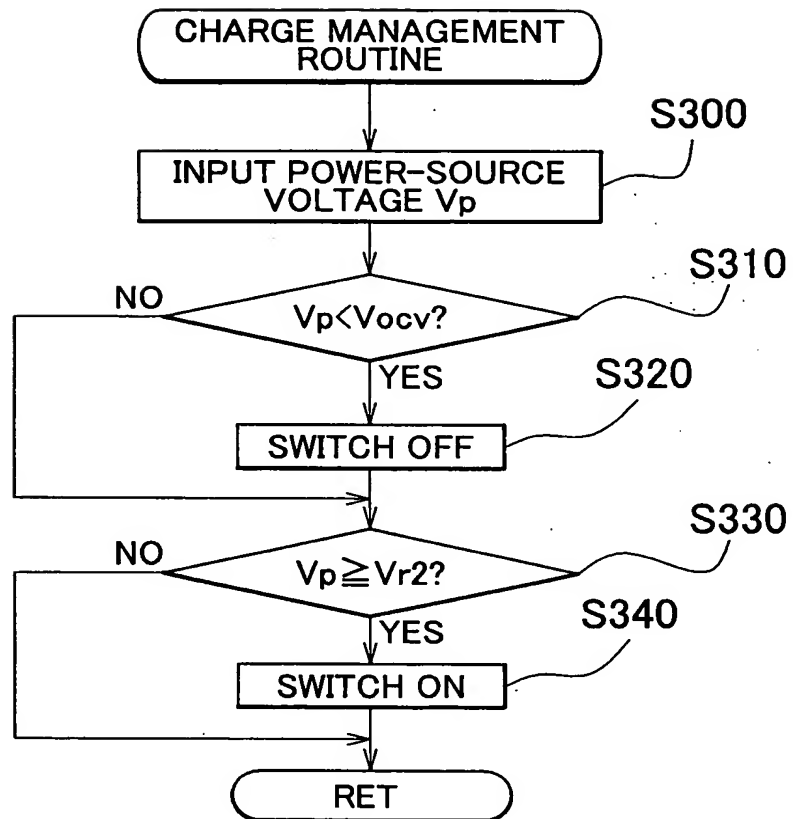 CHARGE MANAGEMENT
ROUTINE
S300
INPUT POWER-SOURCE
VOLTAGE Vp
S310
NO
Vp<Vocv?
YES
S320
SWITCH OFF
S330
NO
Vp≧Vr2?
YES
S340
SWITCH ON
RET